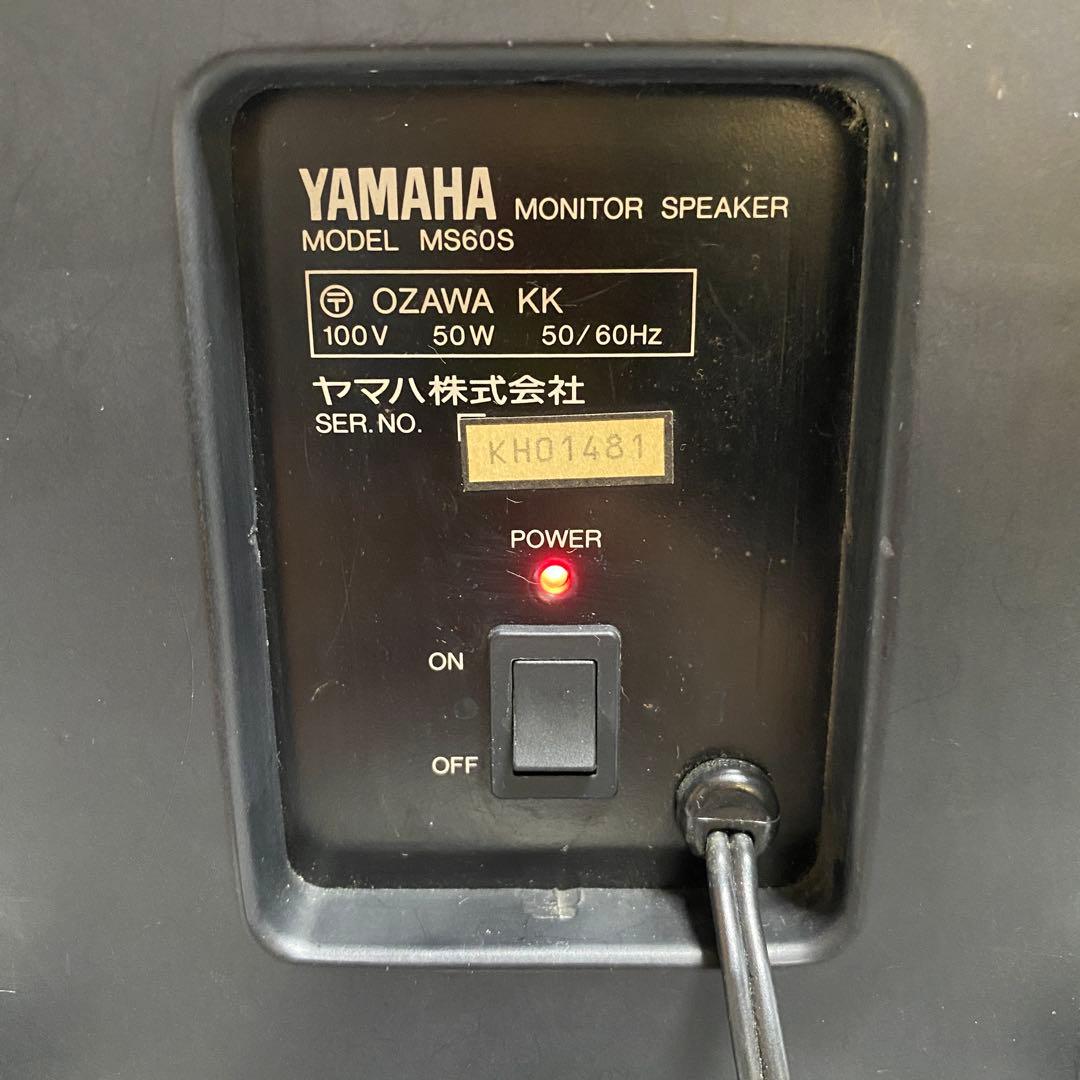 YAMAHA MONITOR SPEAKER
MODEL MS60S
〶 OZAWA KK
100V 50W 50/60Hz
ヤマハ株式会社
SER.NO. KH01481
POWER
ON
OFF